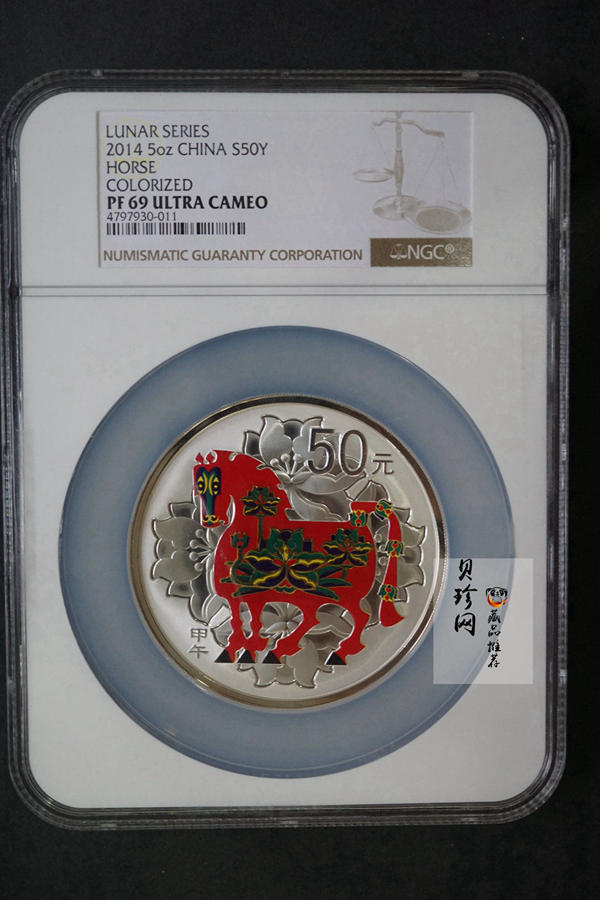 LUNAR SERIES
2014 5oz CHINA S50Y
HORSE
COLORIZED
PF 69 ULTRA CAMEO
4797930-011
NUMISMATIC GUARANTY CORPORATION
NGC®
50元
甲午
贝珍网
藏品推荐